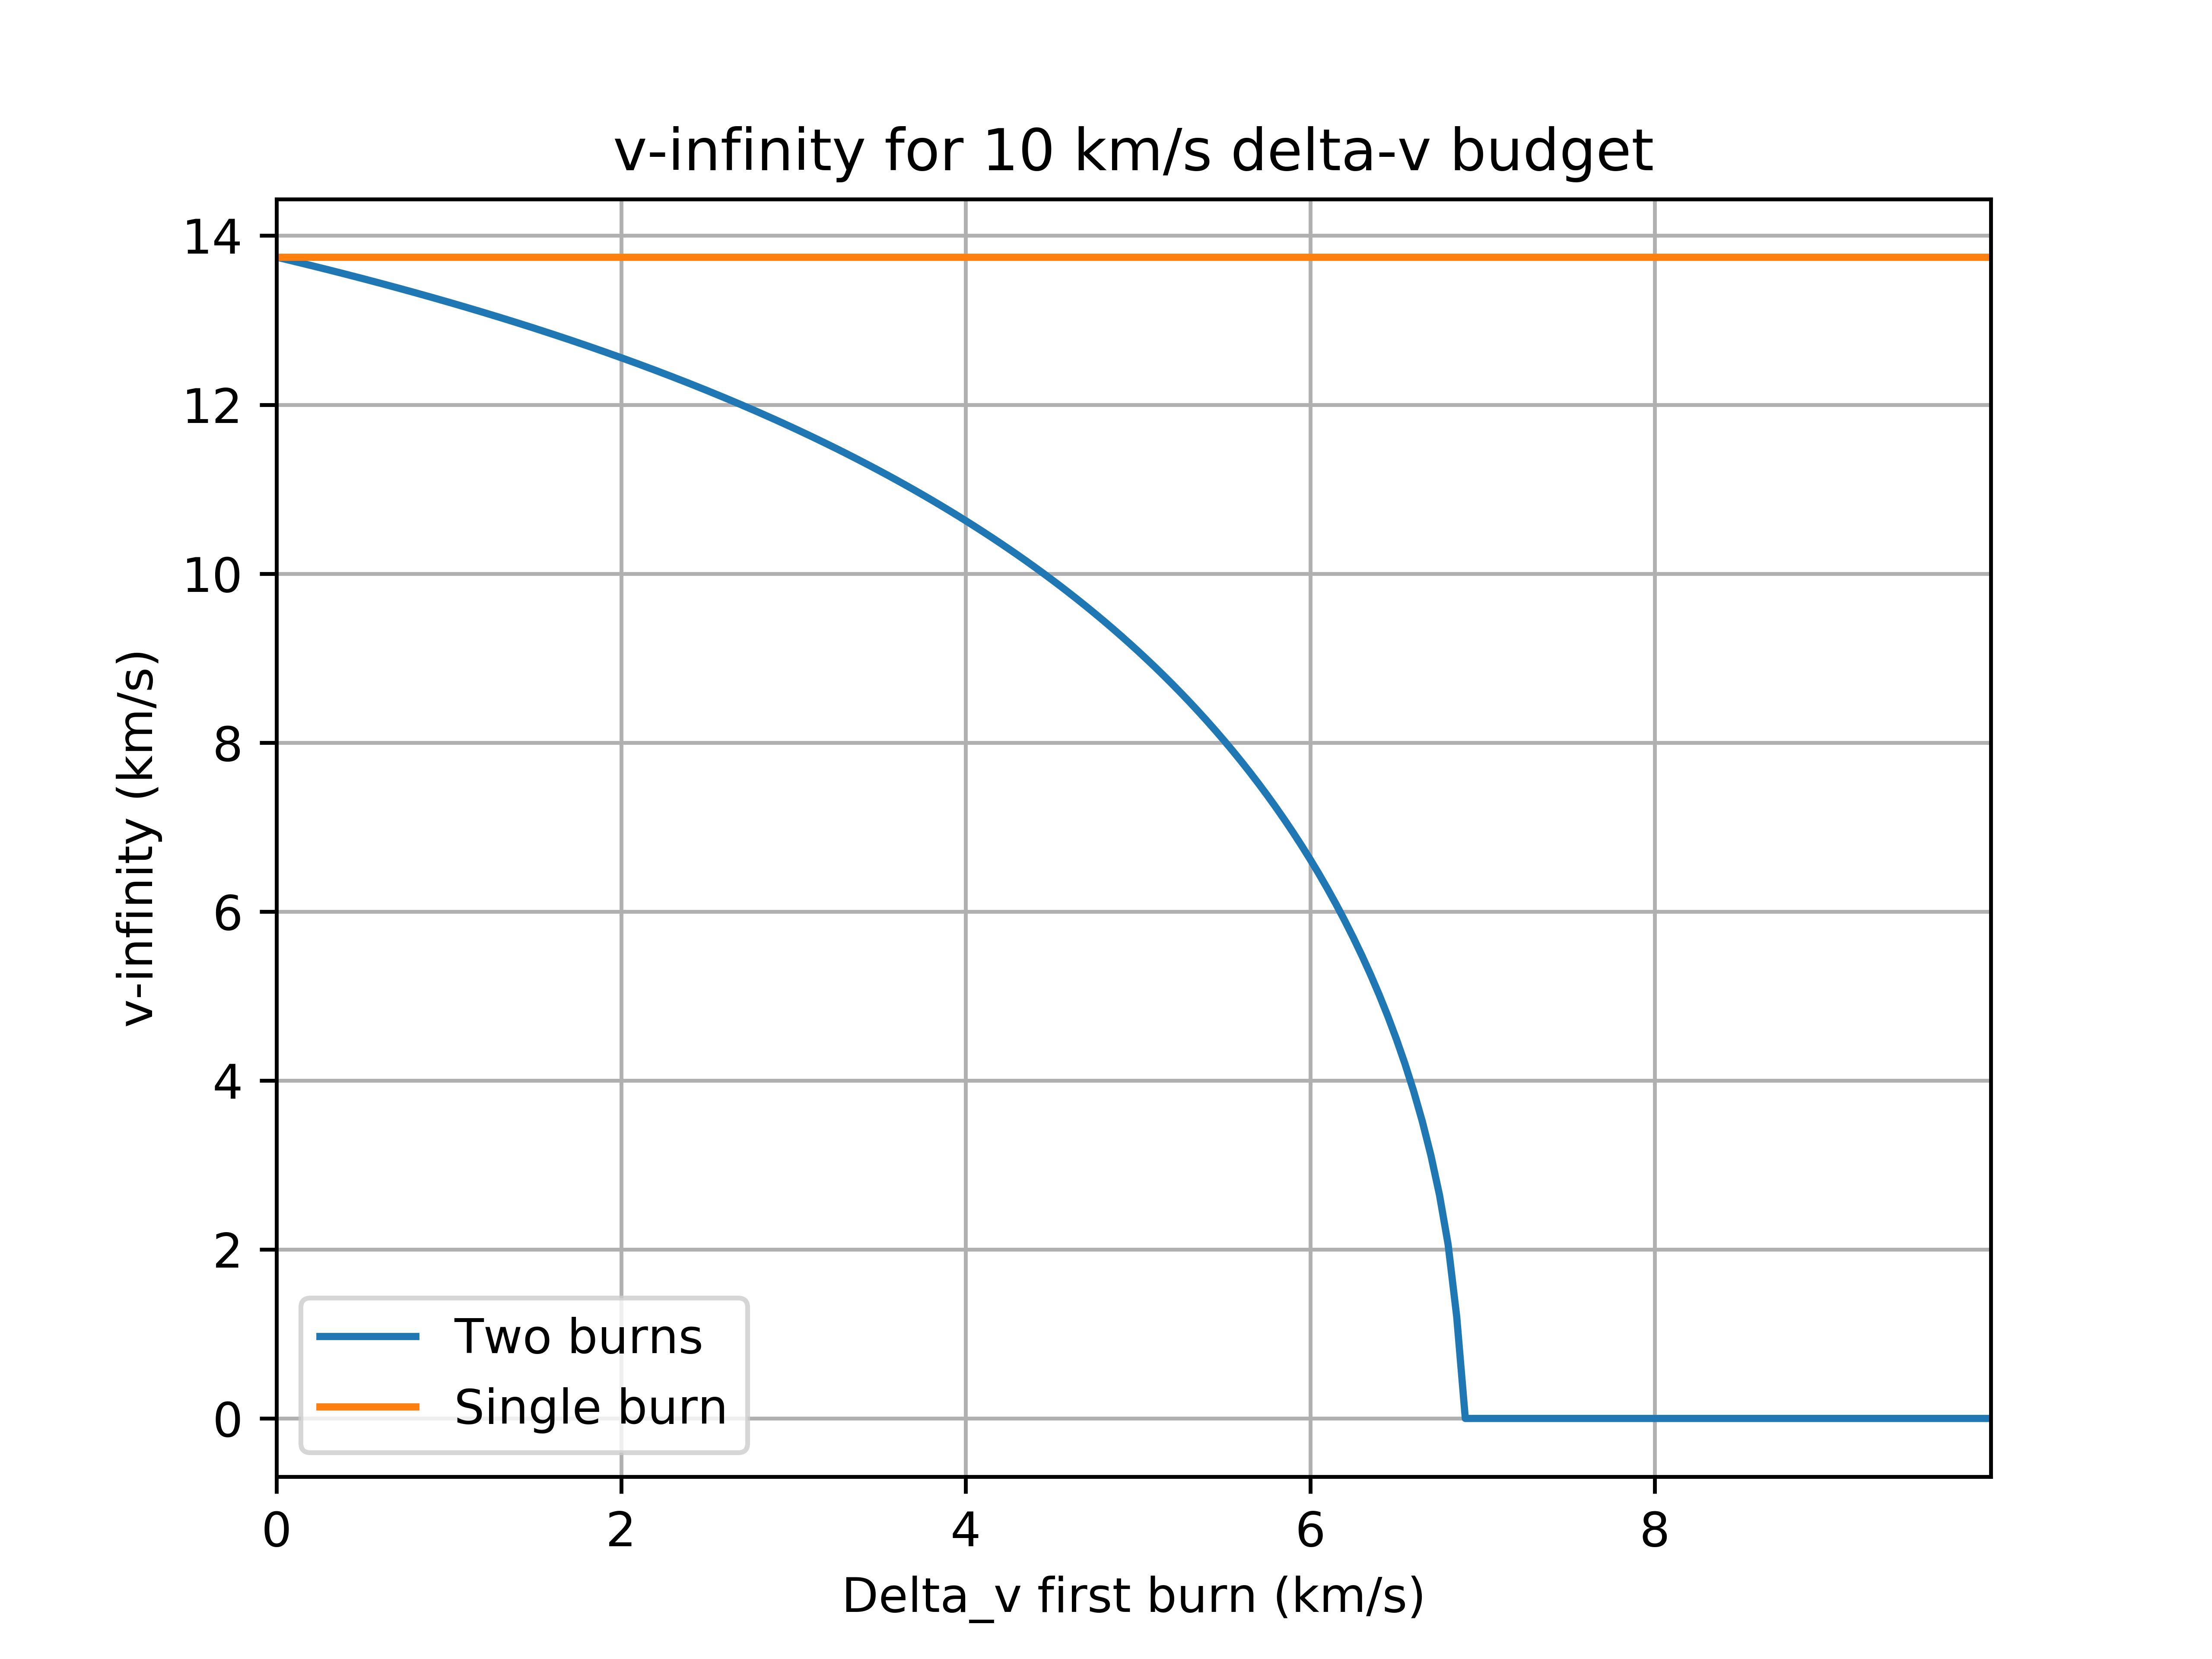 v-infinity for 10 km/s delta-v budget
v-infinity (km/s)
14
12
10
8
6
4
2
0
Two burns
Single burn
0 2 4 6 8
Delta_v first burn (km/s)